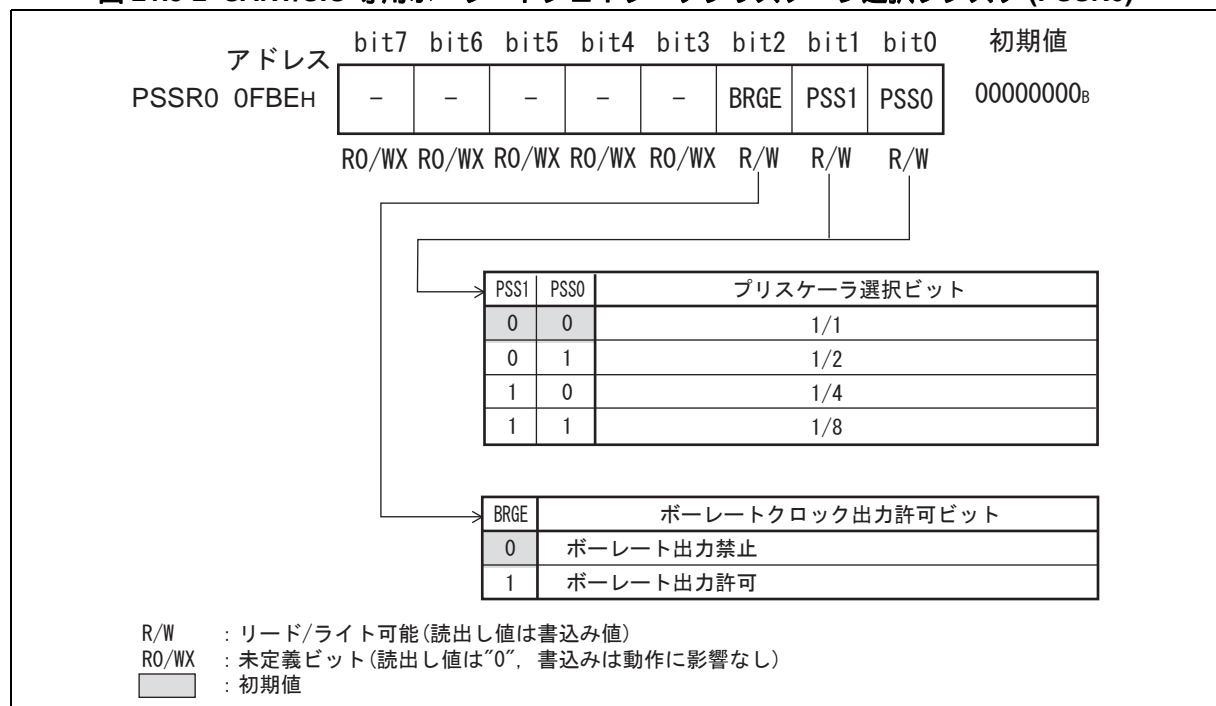 bit7 bit6 bit5 bit4 bit3 bit2 bit1 bit0 初期値
アドレス
PSSR0 0FBEH - - - - - BRGE PSS1 PSS0 00000000B
R0/WX R0/WX R0/WX R0/WX R0/WX R/W R/W R/W
PSS1 PSS0 プリスケーラ選択ビット
0 0 1/1
0 1 1/2
1 0 1/4
1 1 1/8
BRGE ボーレートクロック出力許可ビット
0 ボーレート出力禁止
1 ボーレート出力許可
R/W :リード/ライト可能(読出し値は書込み値)
R0/WX :未定義ビット(読出し値は"0", 書込みは動作に影響なし)
:初期値